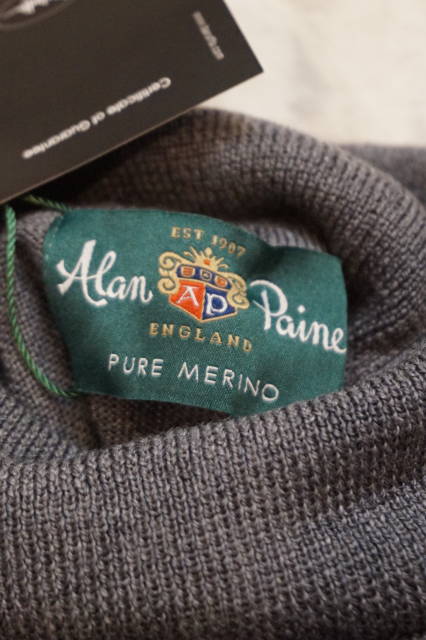 Certificate of Guarantee
EST 1907
Alan Paine
AP
ENGLAND
PURE MERINO